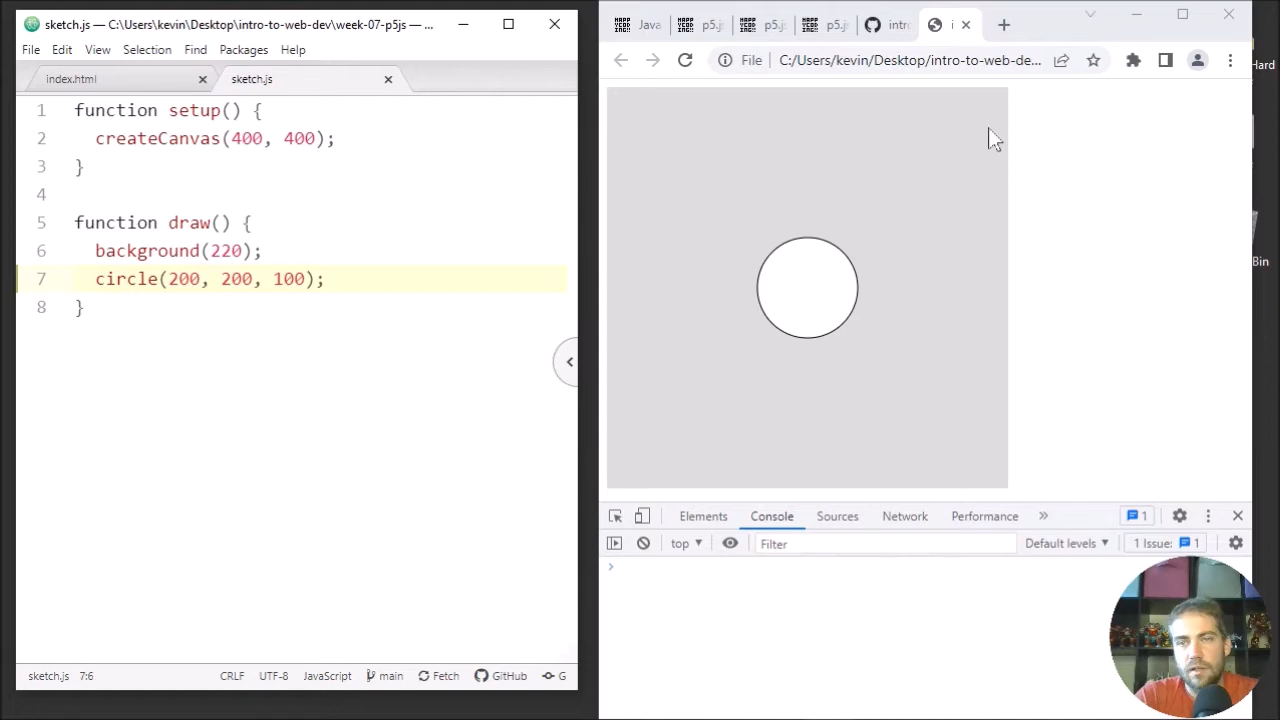 sketch.js — C:\Users\kevin\Desktop\intro-to-web-dev\week-07-p5js — ...
File Edit View Selection Find Packages Help
index.html
sketch.js
1 function setup() {
2 createCanvas(400, 400);
3 }
4
5 function draw() {
6 background(220);
7 circle(200, 200, 100);
8 }
sketch.js 7:6 CRLF UTF-8 JavaScript main Fetch GitHub G
Java p5.j p5.j p5.j intr i
File C:/Users/kevin/Desktop/intro-to-web-de...
Elements Console Sources Network Performance » 1
top Filter Default levels 1 Issue: 1
Hard
Bin